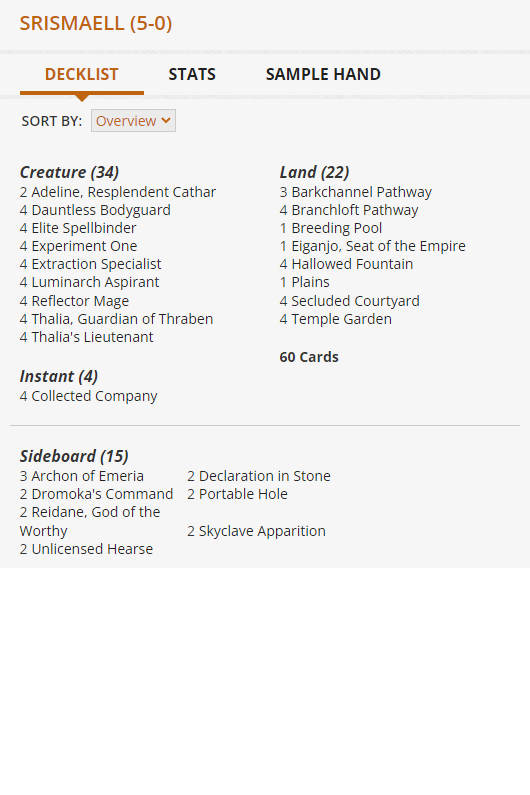 SRISMAELL (5-0)
DECKLIST STATS SAMPLE HAND
SORT BY: Overview
Creature (34)
2 Adeline, Resplendent Cathar
4 Dauntless Bodyguard
4 Elite Spellbinder
4 Experiment One
4 Extraction Specialist
4 Luminarch Aspirant
4 Reflector Mage
4 Thalia, Guardian of Thraben
4 Thalia's Lieutenant
Instant (4)
4 Collected Company
Land (22)
3 Barkchannel Pathway
4 Branchloft Pathway
1 Breeding Pool
1 Eiganjo, Seat of the Empire
4 Hallowed Fountain
1 Plains
4 Secluded Courtyard
4 Temple Garden
60 Cards
Sideboard (15)
3 Archon of Emeria
2 Dromoka's Command
2 Reidane, God of the
Worthy
2 Unlicensed Hearse
2 Declaration in Stone
2 Portable Hole
2 Skyclave Apparition